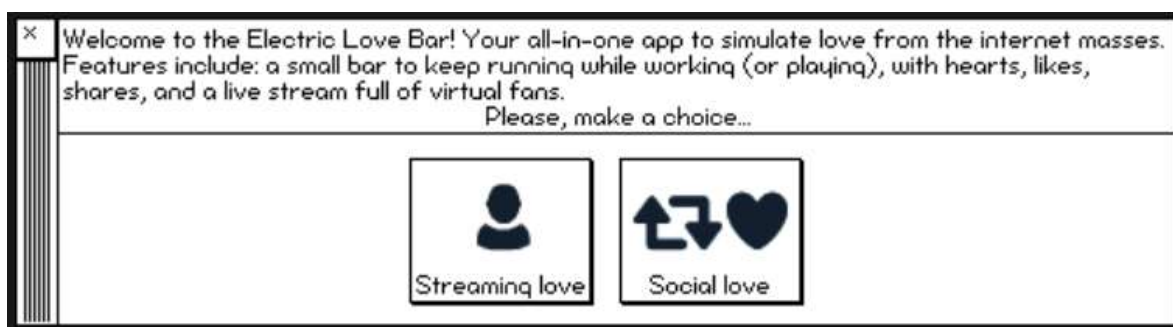 Welcome to the Electric Love Bar! Your all-in-one app to simulate love from the internet masses.
Features include: a small bar to keep running while working (or playing), with hearts, likes,
shares, and a live stream full of virtual fans.
Please, make a choice...
Streaming love
Social love